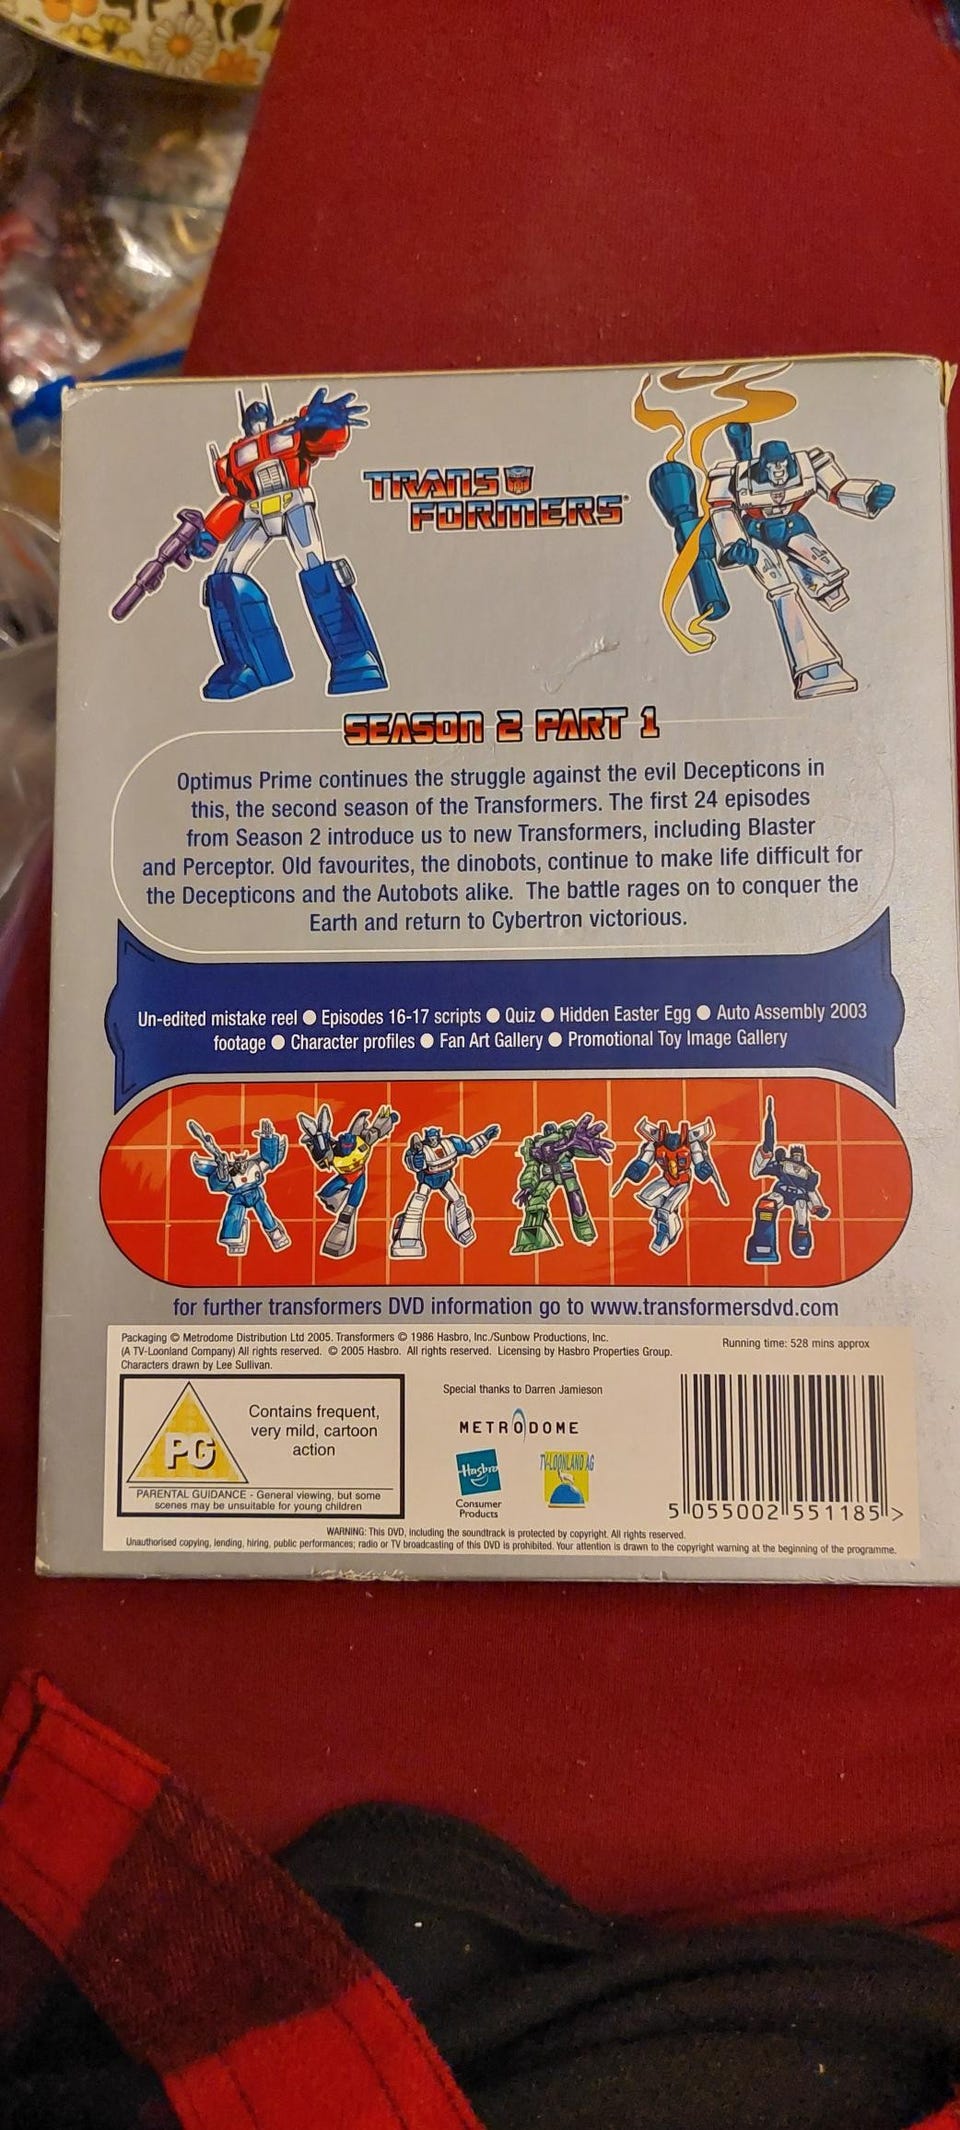 TRANS
FORMERS
SEASON 2 PART 1
Optimus Prime continues the struggle against the evil Decepticons in
this, the second season of the Transformers. The first 24 episodes
from Season 2 introduce us to new Transformers, including Blaster
and Perceptor. Old favourites, the dinobots, continue to make life difficult for
the Decepticons and the Autobots alike. The battle rages on to conquer the
Earth and return to Cybertron victorious.
Un-edited mistake reel ● Episodes 16-17 scripts ● Quiz ● Hidden Easter Egg ● Auto Assembly 2003
footage ● Character profiles ● Fan Art Gallery ● Promotional Toy Image Gallery
for further transformers DVD information go to www.transformersdvd.com
Packaging © Metrodome Distribution Ltd 2005. Transformers © 1986 Hasbro, Inc./Sunbow Productions, Inc.
(A TV-Loonland Company) All rights reserved. © 2005 Hasbro. All rights reserved. Licensing by Hasbro Properties Group.
Characters drawn by Lee Sullivan.
Running time: 528 mins approx
PG
Contains frequent,
very mild, cartoon
action
PARENTAL GUIDANCE - General viewing, but some
scenes may be unsuitable for young children
Special thanks to Darren Jamieson
METRODOME
Hasbro
Consumer
Products
TV-LOONLAND AG
5 055002 551185 >
WARNING: This DVD, including the soundtrack is protected by copyright. All rights reserved.
Unauthorised copying, lending, hiring, public performances; radio or TV broadcasting of this DVD is prohibited. Your attention is drawn to the copyright warning at the beginning of the programme.